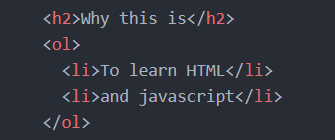 <h2>Why this is</h2>
<ol>
<li>To learn HTML</li>
<li>and javascript</li>
</ol>